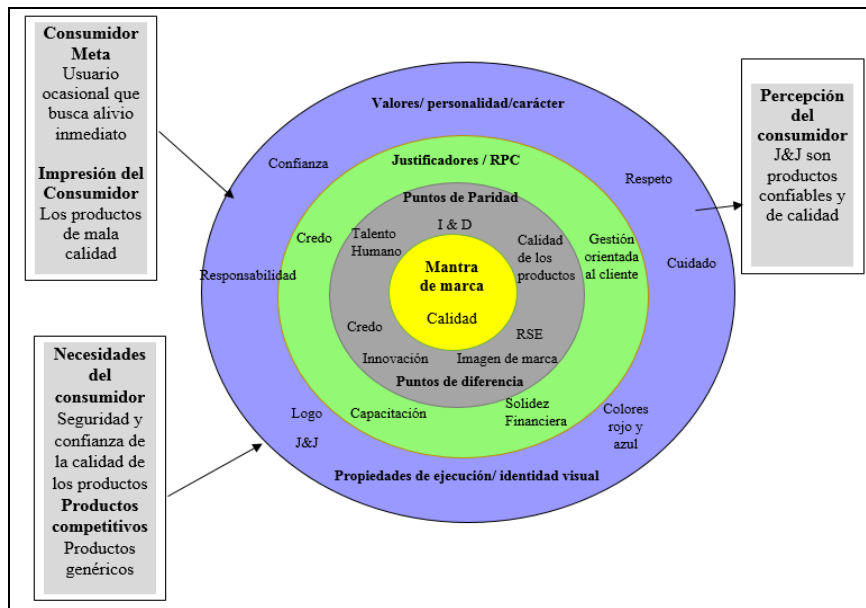 Consumidor
Meta
Usuario
ocasional que
busca alivio
inmediato
Impresión del
Consumidor
Los productos
de mala
calidad
Necesidades del
consumidor
Seguridad y
confianza de
la calidad de
los productos
Productos
competitivos
Productos
genéricos
Valores/ personalidad/carácter
Confianza
Respeto
Responsabilidad
Cuidado
Justificadores / RPC
Credo
Gestión
orientada
al cliente
Puntos de Paridad
Talento
Humano
I & D
Calidad
de los
productos
Mantra
de marca
Calidad
Credo
RSE
Innovación
Imagen de marca
Puntos de diferencia
Capacitación
Solidez
Financiera
Logo
J&J
Colores
rojo y
azul
Propiedades de ejecución/ identidad visual
Percepción
del
consumidor
J&J son
productos
confiables y
de calidad